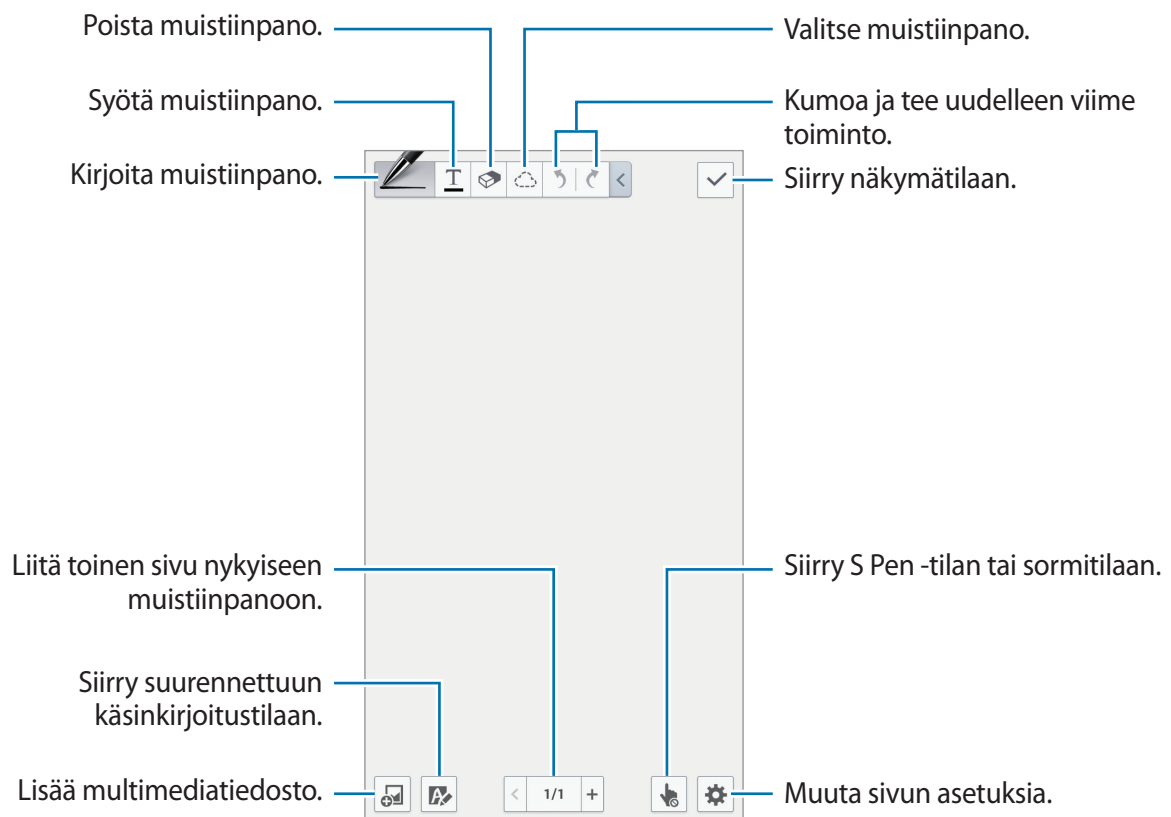 Poista muistiinpano.
Valitse muistiinpano.
Syötä muistiinpano.
Kumoa ja tee uudelleen viime
toiminto.
Kirjoita muistiinpano.
Siirry näkymätilaan.
T
Liitä toinen sivu nykyiseen
muistiinpanoon.
Siirry S Pen -tilan tai sormitilaan.
Siirry suurennettuun
käsinkirjoitustilaan.
Lisää multimediatiedosto.
A
< 1/1 +
Muuta sivun asetuksia.